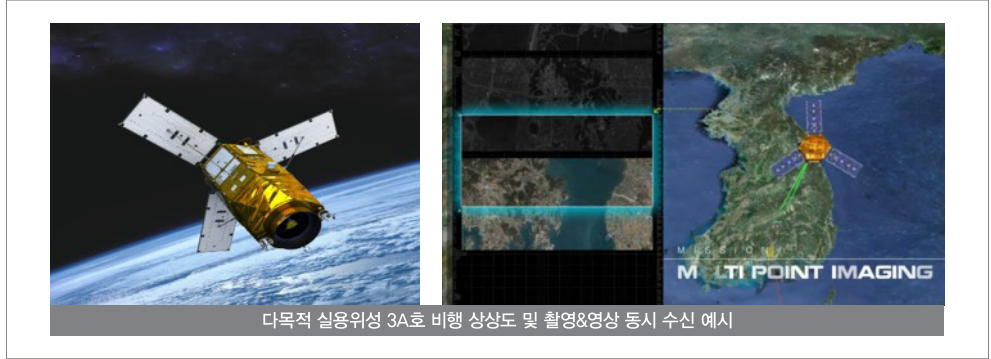 MISSION
MULTI POINT IMAGING
다목적 실용위성 3A호 비행 상상도 및 촬영&영상 동시 수신 예시